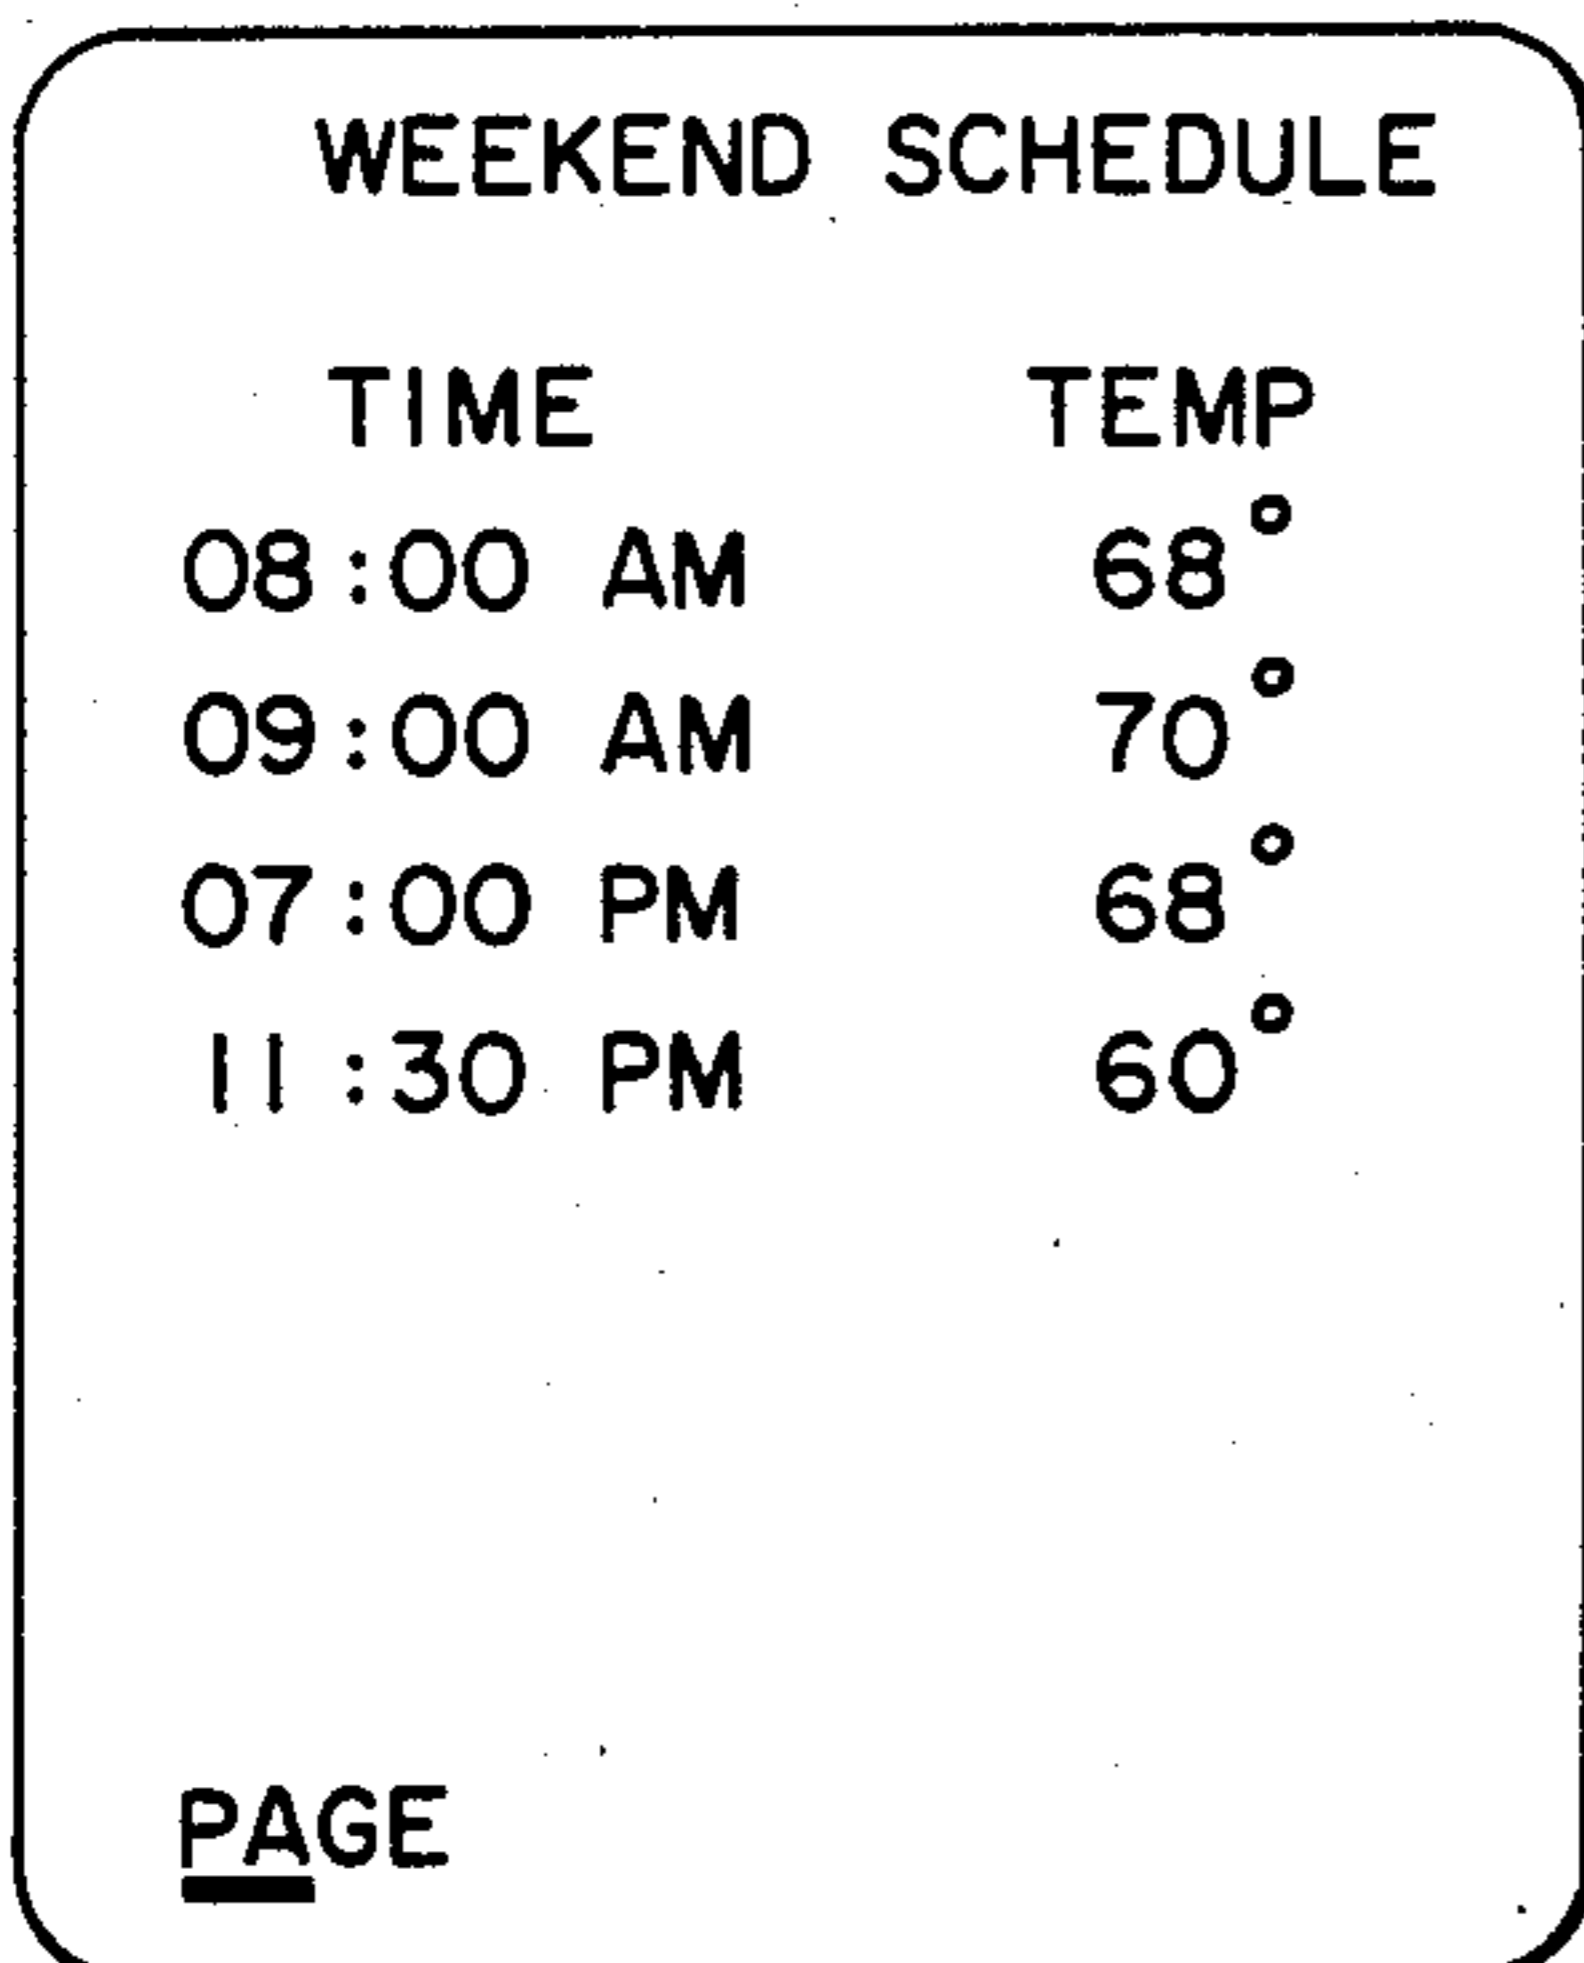 WEEKEND SCHEDULE
TIME TEMP
08:00 AM 68°
09:00 AM 70°
07:00 PM 68°
11:30 PM 60°
PAGE